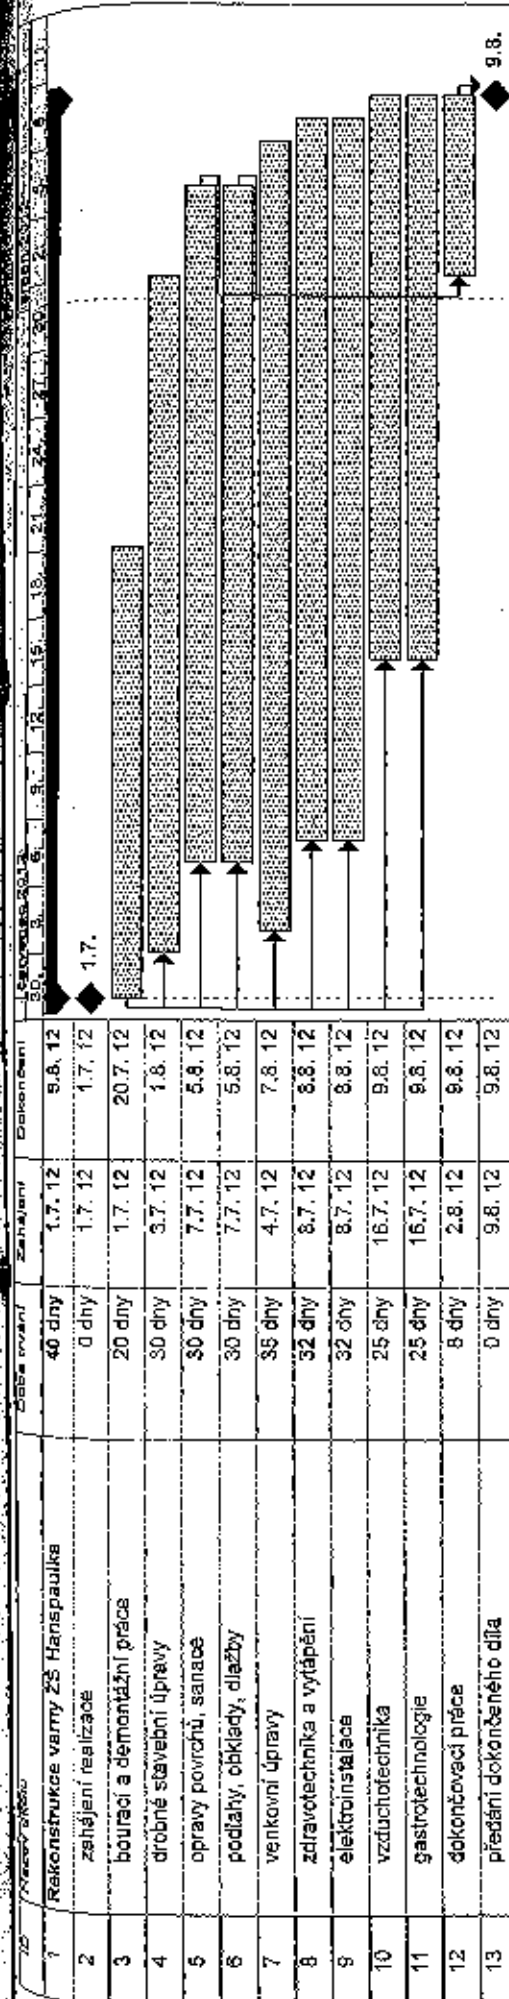 ID Název úkolu Doba trvání Zahájení Dokončení
1 Rekonstrukce varny ZŠ Hanspaulka 40 dny 1.7. 12 9.8. 12
2 zahájení realizace 0 dny 1.7. 12 1.7. 12
3 bourací a demontážní práce 20 dny 1.7. 12 20.7. 12
4 drobné stavební úpravy 30 dny 3.7. 12 1.8. 12
5 opravy povrchů, sanace 30 dny 7.7. 12 5.8. 12
6 podlahy, obklady, dlažby 30 dny 7.7. 12 5.8. 12
7 venkovní úpravy 35 dny 4.7. 12 7.8. 12
8 zdravotechnika a vytápění 32 dny 8.7. 12 8.8. 12
9 elektroinstalace 32 dny 8.7. 12 8.8. 12
10 vzduchotechnika 25 dny 16.7. 12 9.8. 12
11 gastrotechnologie 25 dny 16.7. 12 9.8. 12
12 dokončovací práce 8 dny 2.8. 12 9.8. 12
13 předání dokončeného díla 0 dny 9.8. 12 9.8. 12
30. 3. 6. 9. 12. 15. 18. 21. 24. 27. 30.
1.7.
9.8.